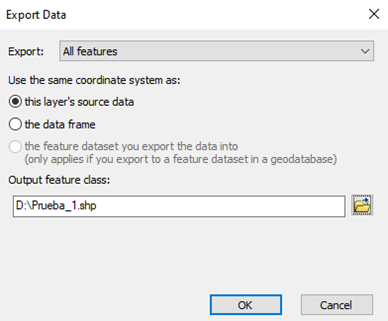 Export Data
Export: All features
Use the same coordinate system as:
this layer's source data
the data frame
the feature dataset you export the data into
(only applies if you export to a feature dataset in a geodatabase)
Output feature class:
D:\Prueba_1.shp
OK Cancel